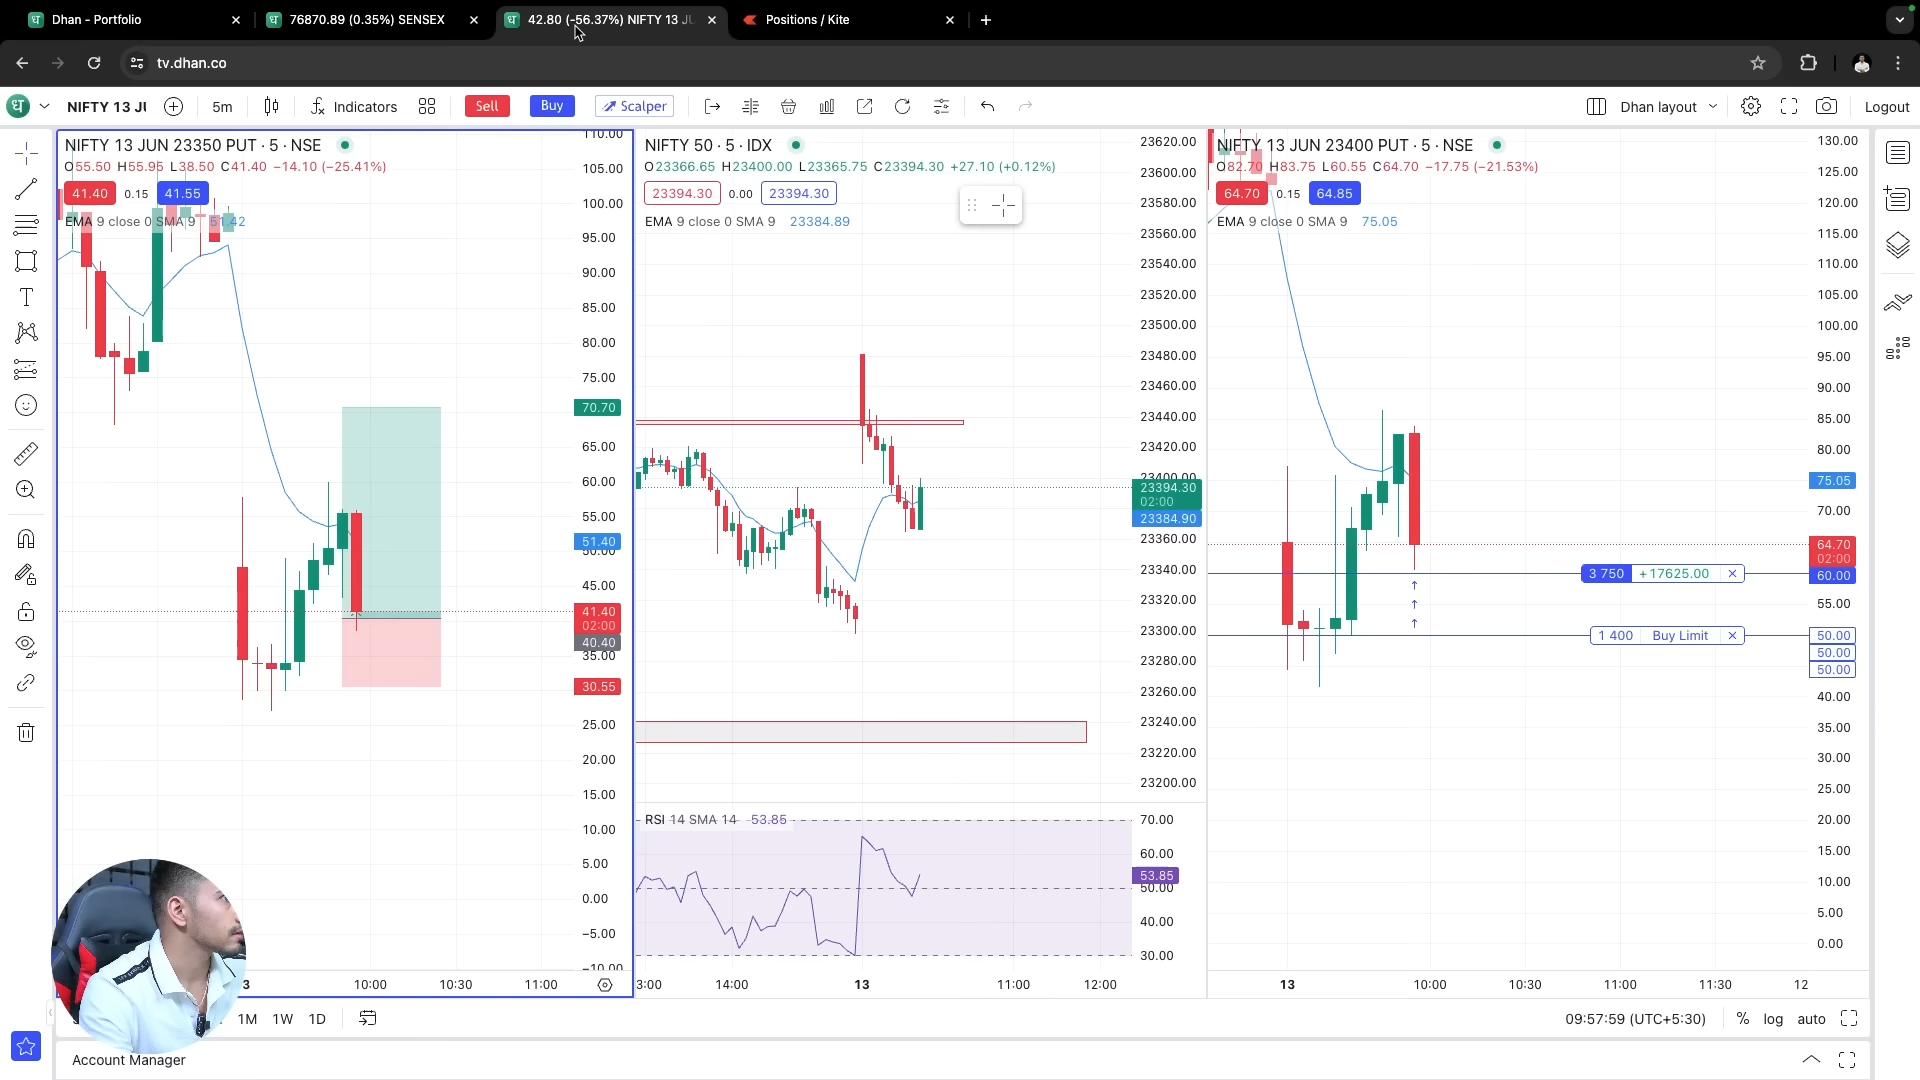 Dhan - Portfolio
76870.89 (0.35%) SENSEX
42.80 (-56.37%) NIFTY 13 JU
Positions / Kite
tv.dhan.co
NIFTY 13 JU
5m
Indicators
Sell
Buy
Scalper
Dhan layout
Logout
NIFTY 13 JUN 23350 PUT · 5 · NSE
O55.50 H55.95 L38.50 C41.40 −14.10 (−25.41%)
41.40 0.15 41.55
EMA 9 close 0 SMA 9 51.42
110.00
105.00
100.00
95.00
90.00
85.00
80.00
75.00
70.70
65.00
60.00
55.00
51.40
50.00
45.00
41.40
02:00
40.40
35.00
30.55
25.00
20.00
15.00
10.00
5.00
0.00
−5.00
−10.00
3 10:00 10:30 11:00
NIFTY 50 · 5 · IDX
O23366.65 H23400.00 L23365.75 C23394.30 +27.10 (+0.12%)
23394.30 0.00 23394.30
EMA 9 close 0 SMA 9 23384.89
23620.00
23600.00
23580.00
23560.00
23540.00
23520.00
23500.00
23480.00
23460.00
23440.00
23420.00
23400.00
23394.30
02:00
23384.90
23360.00
23340.00
23320.00
23300.00
23280.00
23260.00
23240.00
23220.00
23200.00
RSI 14 SMA 14 53.85
70.00
60.00
53.85
50.00
40.00
30.00
3:00 14:00 13 11:00 12:00
NIFTY 13 JUN 23400 PUT · 5 · NSE
O82.70 H83.75 L60.55 C64.70 −17.75 (−21.53%)
64.70 0.15 64.85
EMA 9 close 0 SMA 9 75.05
130.00
125.00
120.00
115.00
110.00
105.00
100.00
95.00
90.00
85.00
80.00
75.05
70.00
64.70
02:00
3 750 +17625.00
60.00
55.00
1 400 Buy Limit
50.00
50.00
50.00
40.00
35.00
30.00
25.00
20.00
15.00
10.00
5.00
0.00
13 10:00 10:30 11:00 11:30 12
1M 1W 1D
09:57:59 (UTC+5:30) % log auto
Account Manager